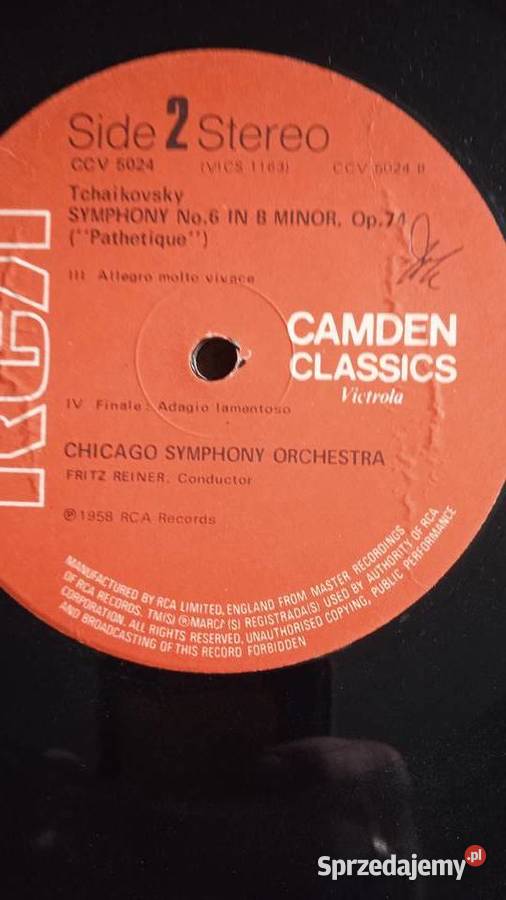 Side 2 Stereo
CCV 5024 (VICS 1163) CCV 5024 B
Tchaikovsky
SYMPHONY No.6 IN B MINOR, Op.74
(''Pathetique'')
III Allegro molto vivace
RCA
CAMDEN
CLASSICS
Victrola
IV Finale: Adagio lamentoso
CHICAGO SYMPHONY ORCHESTRA
FRITZ REINER, Conductor
℗1958 RCA Records
MANUFACTURED BY RCA LIMITED, ENGLAND FROM MASTER RECORDINGS
OF RCA RECORDS. TM(S) ® MARCA(S) REGISTRADA(S) USED BY AUTHORITY OF RCA
CORPORATION. ALL RIGHTS RESERVED, UNAUTHORISED COPYING, PUBLIC PERFORMANCE
AND BROADCASTING OF THIS RECORD FORBIDDEN
Sprzedajemy.pl